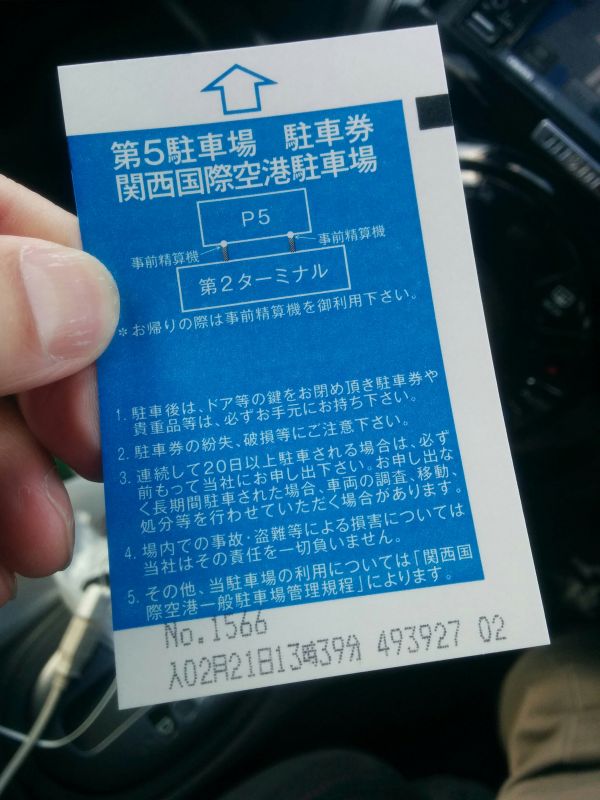 第5駐車場 駐車券
関西国際空港駐車場
P5
事前精算機
事前精算機
第2ターミナル
*お帰りの際は事前精算機を御利用下さい。
1. 駐車後は、ドア等の鍵をお閉め頂き駐車券や
貴重品等は、必ずお手元にお持ち下さい。
2. 駐車券の紛失、破損等にご注意下さい。
3. 連続して20日以上駐車される場合は、必ず
前もって当社にお申し出下さい。お申し出な
く長期間駐車された場合、車両の調査、移動、
処分等を行わせていただく場合があります。
4. 場内での事故・盗難等による損害については
当社はその責任を一切負いません。
5. その他、当駐車場の利用については「関西国
際空港一般駐車場管理規程」によります。
No.1566
入02月21日13時39分 493927 02